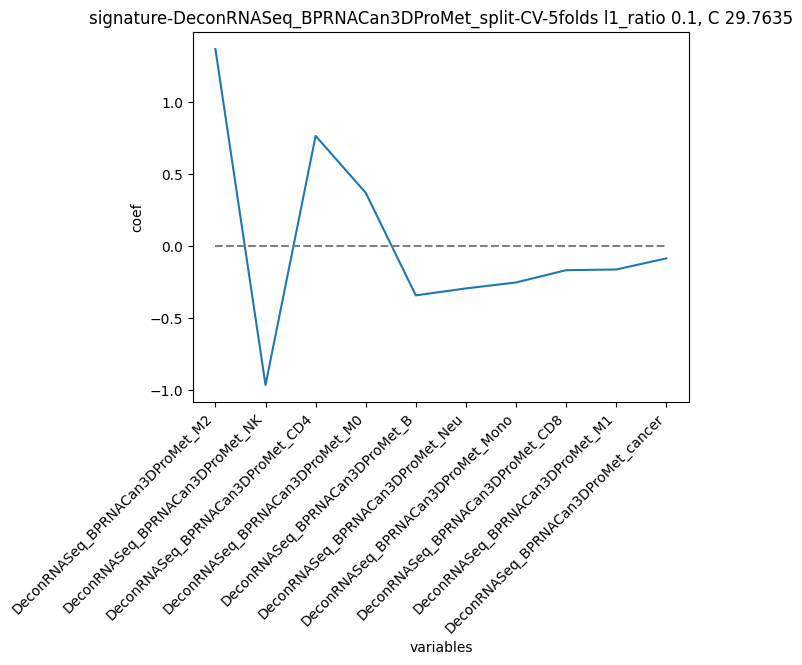 signature-DeconRNASeq_BPRNACan3DProMet_split-CV-5folds l1_ratio 0.1, C 29.7635
coef
1.0
0.5
0.0
−0.5
−1.0
DeconRNASeq_BPRNACan3DProMet_M2
DeconRNASeq_BPRNACan3DProMet_NK
DeconRNASeq_BPRNACan3DProMet_CD4
DeconRNASeq_BPRNACan3DProMet_M0
DeconRNASeq_BPRNACan3DProMet_B
DeconRNASeq_BPRNACan3DProMet_Neu
DeconRNASeq_BPRNACan3DProMet_Mono
DeconRNASeq_BPRNACan3DProMet_CD8
DeconRNASeq_BPRNACan3DProMet_M1
DeconRNASeq_BPRNACan3DProMet_cancer
variables